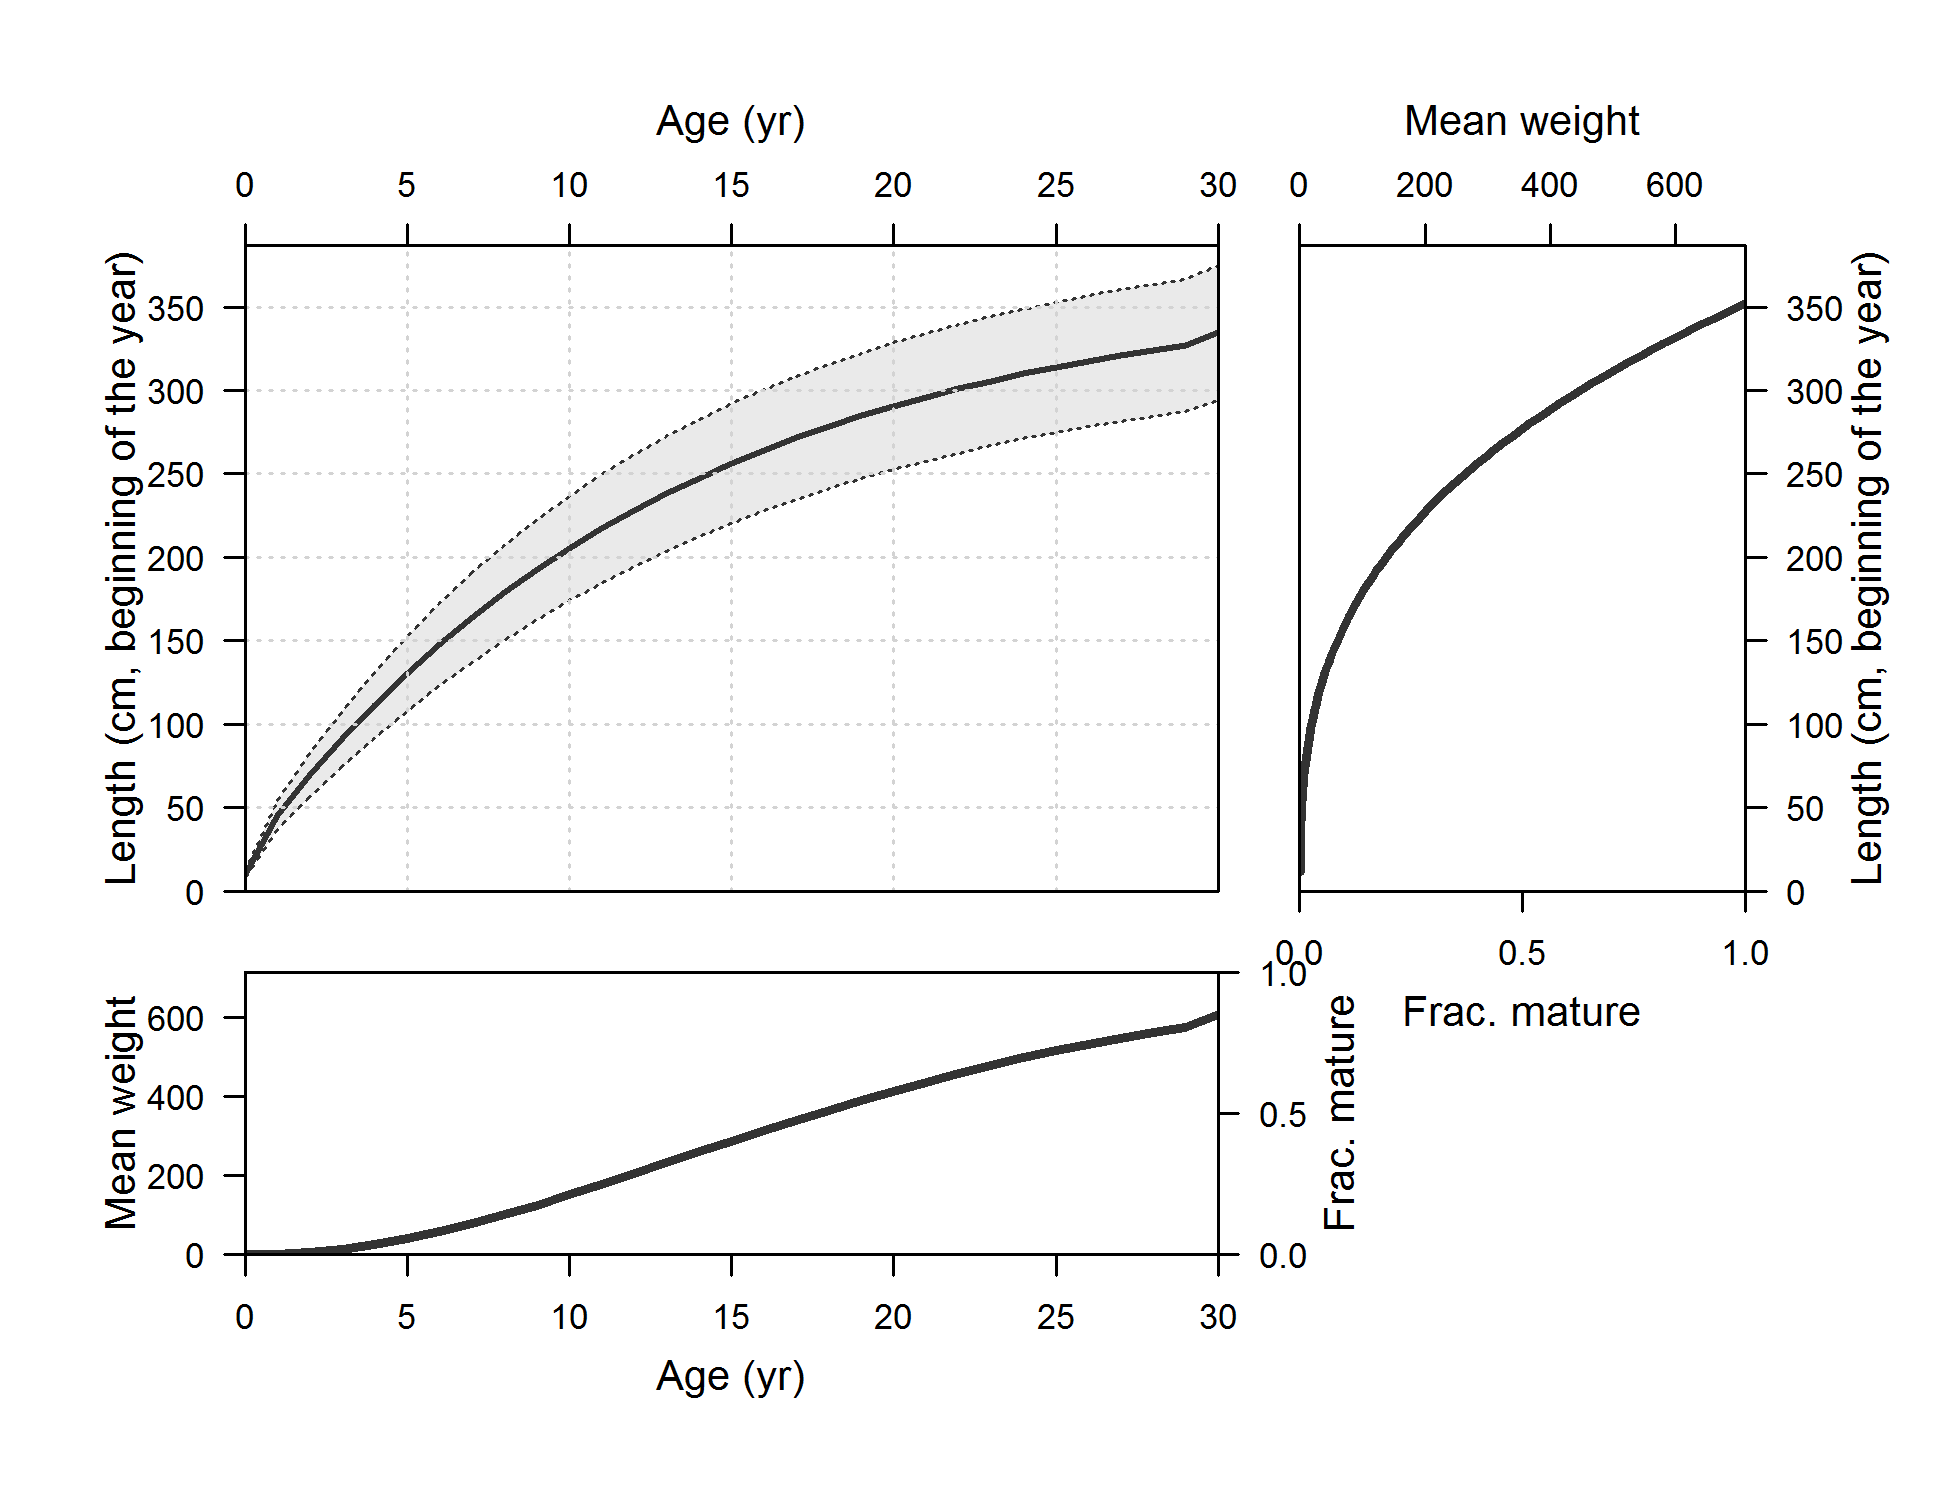 Age (yr)
0 5 10 15 20 25 30
Length (cm, beginning of the year)
350
300
250
200
150
100
50
0
Mean weight
0 200 400 600
350
300
250
200
150
100
50
0
Length (cm, beginning of the year)
0.0 0.5 1.0
Frac. mature
Mean weight
600
400
200
0
1.0
0.5
0.0
Frac. mature
0 5 10 15 20 25 30
Age (yr)